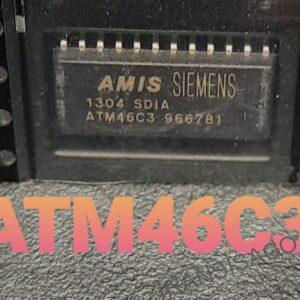 AMIS SIEMENS
1304 SDIA
ATM46C3 966781
ATM46C3